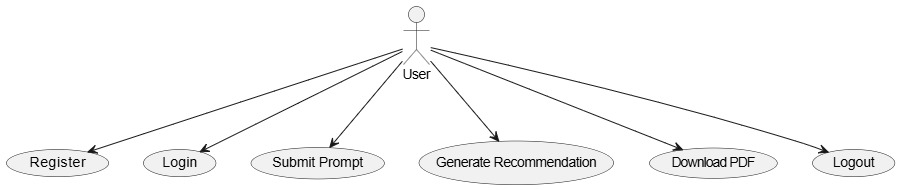 User
Register
Login
Submit Prompt
Generate Recommendation
Download PDF
Logout